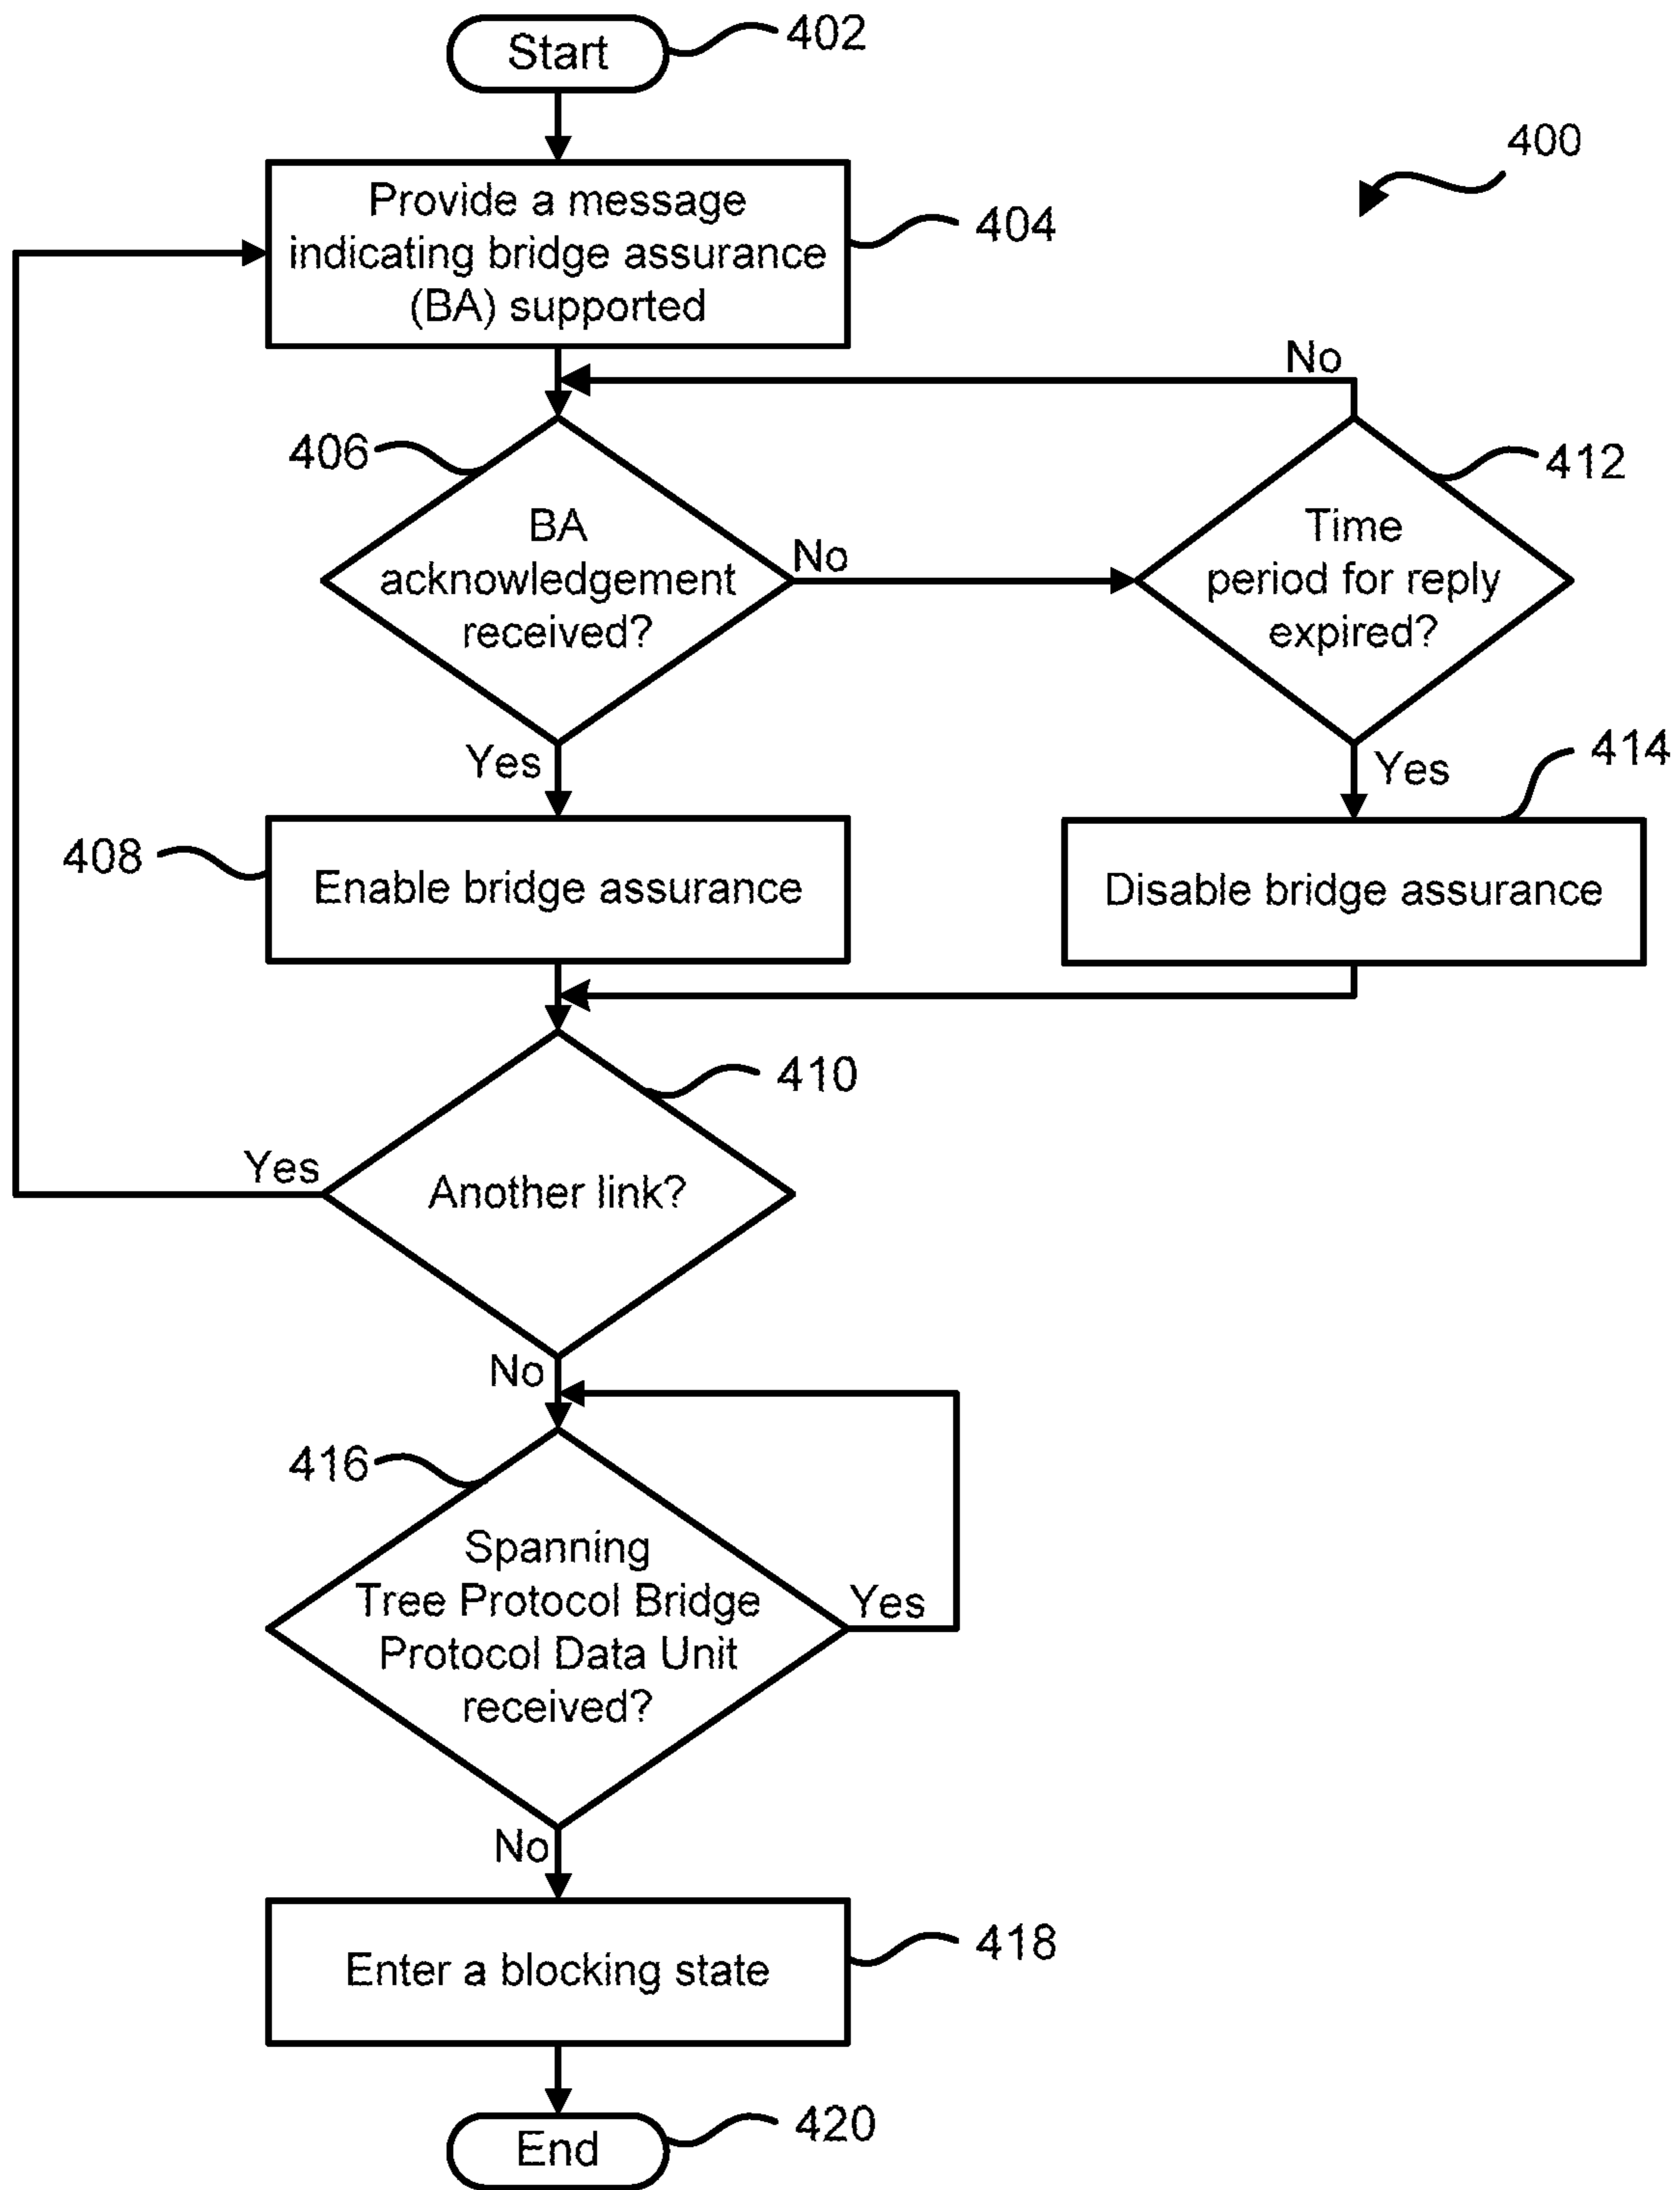 Start
402
400
Provide a message
indicating bridge assurance
(BA) supported
404
No
406
BA
acknowledgement
received?
No
412
Time
period for reply
expired?
Yes
Yes
414
408
Enable bridge assurance
Disable bridge assurance
410
Another link?
Yes
No
416
Spanning
Tree Protocol Bridge
Protocol Data Unit
received?
Yes
No
Enter a blocking state
418
End
420